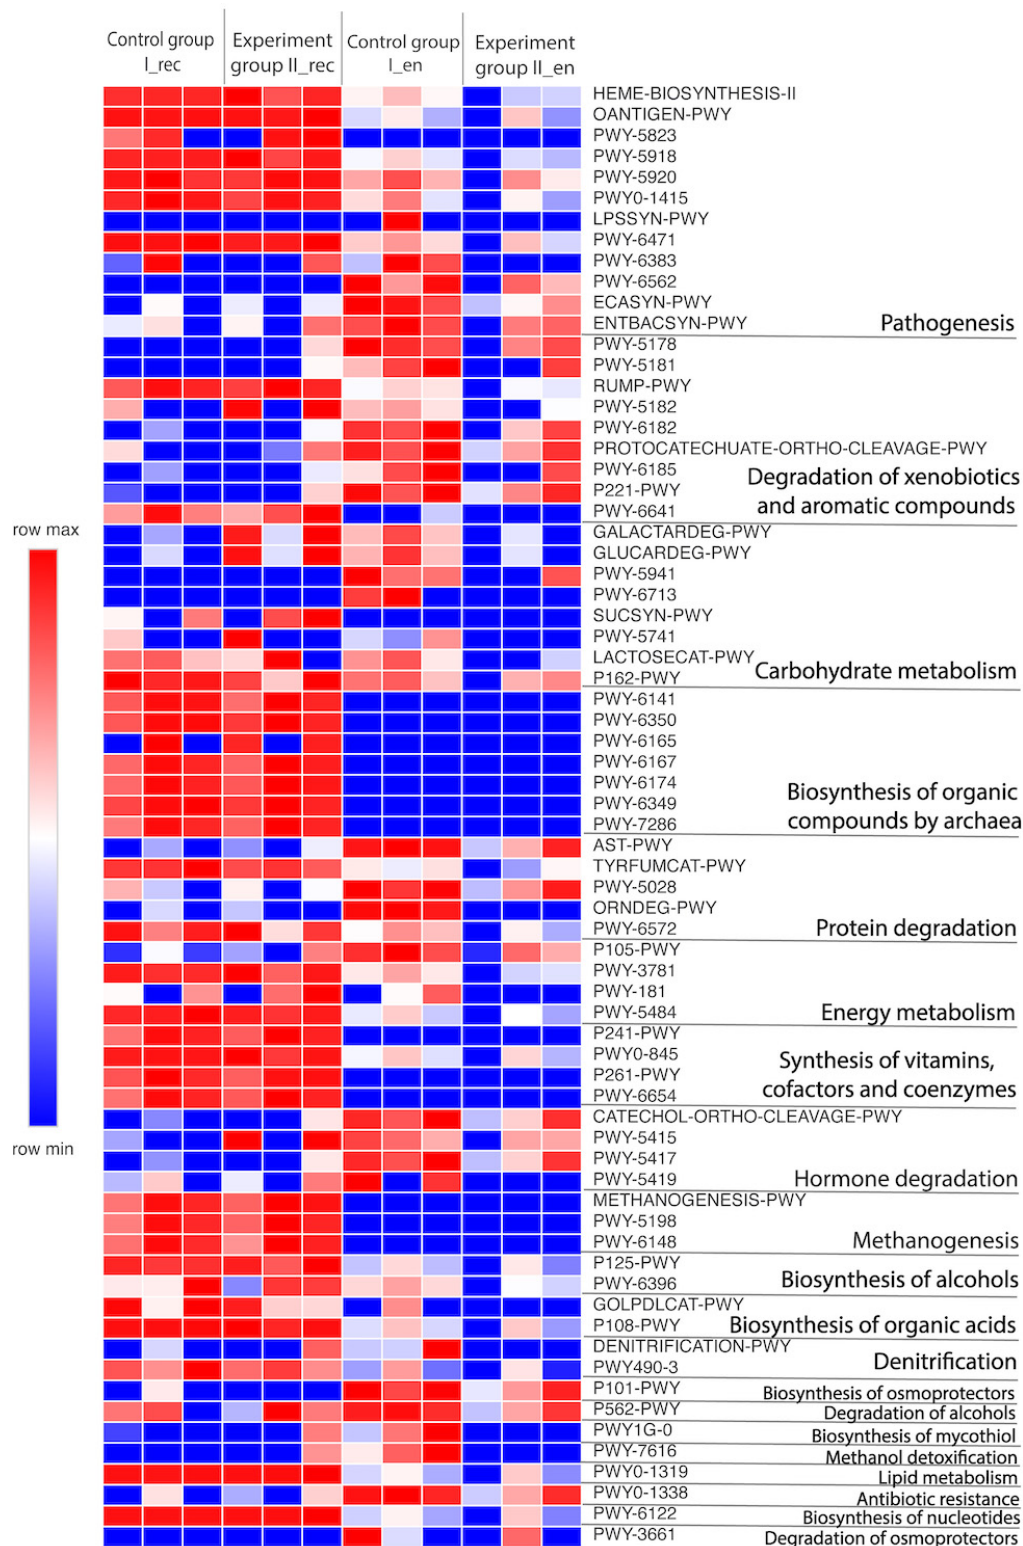 Control group
I_rec
Experiment
group II_rec
Control group
I_en
Experiment
group II_en
HEME-BIOSYNTHESIS-II
OANTIGEN-PWY
PWY-5823
PWY-5918
PWY-5920
PWY0-1415
LPSSYN-PWY
PWY-6471
PWY-6383
PWY-6562
ECASYN-PWY
ENTBACSYN-PWY
Pathogenesis
PWY-5178
PWY-5181
RUMP-PWY
PWY-5182
PWY-6182
PROTOCATECHUATE-ORTHO-CLEAVAGE-PWY
PWY-6185
P221-PWY
PWY-6641
Degradation of xenobiotics
and aromatic compounds
GALACTARDEG-PWY
GLUCARDEG-PWY
PWY-5941
PWY-6713
SUCSYN-PWY
PWY-5741
LACTOSECAT-PWY
P162-PWY
Carbohydrate metabolism
PWY-6141
PWY-6350
PWY-6165
PWY-6167
PWY-6174
PWY-6349
PWY-7286
Biosynthesis of organic
compounds by archaea
AST-PWY
TYRFUMCAT-PWY
PWY-5028
ORNDEG-PWY
PWY-6572
Protein degradation
P105-PWY
PWY-3781
PWY-181
PWY-5484
Energy metabolism
P241-PWY
PWY0-845
P261-PWY
PWY-6654
Synthesis of vitamins,
cofactors and coenzymes
CATECHOL-ORTHO-CLEAVAGE-PWY
PWY-5415
PWY-5417
PWY-5419
Hormone degradation
METHANOGENESIS-PWY
PWY-5198
PWY-6148
Methanogenesis
P125-PWY
PWY-6396
Biosynthesis of alcohols
GOLPDLCAT-PWY
P108-PWY
Biosynthesis of organic acids
DENITRIFICATION-PWY
PWY490-3
Denitrification
P101-PWY
Biosynthesis of osmoprotectors
P562-PWY
Degradation of alcohols
PWY1G-0
Biosynthesis of mycothiol
PWY-7616
Methanol detoxification
PWY0-1319
Lipid metabolism
PWY0-1338
Antibiotic resistance
PWY-6122
Biosynthesis of nucleotides
PWY-3661
Degradation of osmoprotectors
row max
row min